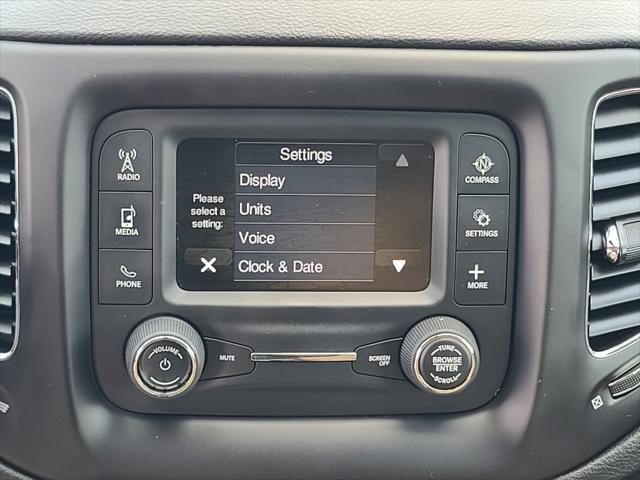 RADIO
MEDIA
PHONE
Settings
Please
select a
setting:
Display
Units
Voice
Clock & Date
N
COMPASS
SETTINGS
MORE
VOLUME
MUTE
SCREEN
OFF
TUNE
BROWSE
ENTER
SCROLL